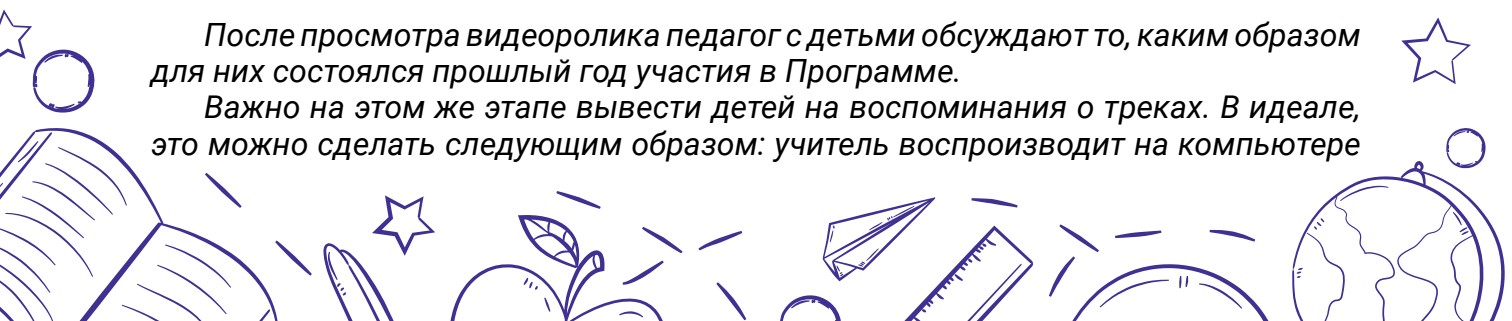 После просмотра видеоролика педагог с детьми обсуждают то, каким образом
для них состоялся прошлый год участия в Программе.
Важно на этом же этапе вывести детей на воспоминания о треках. В идеале,
это можно сделать следующим образом: учитель воспроизводит на компьютере